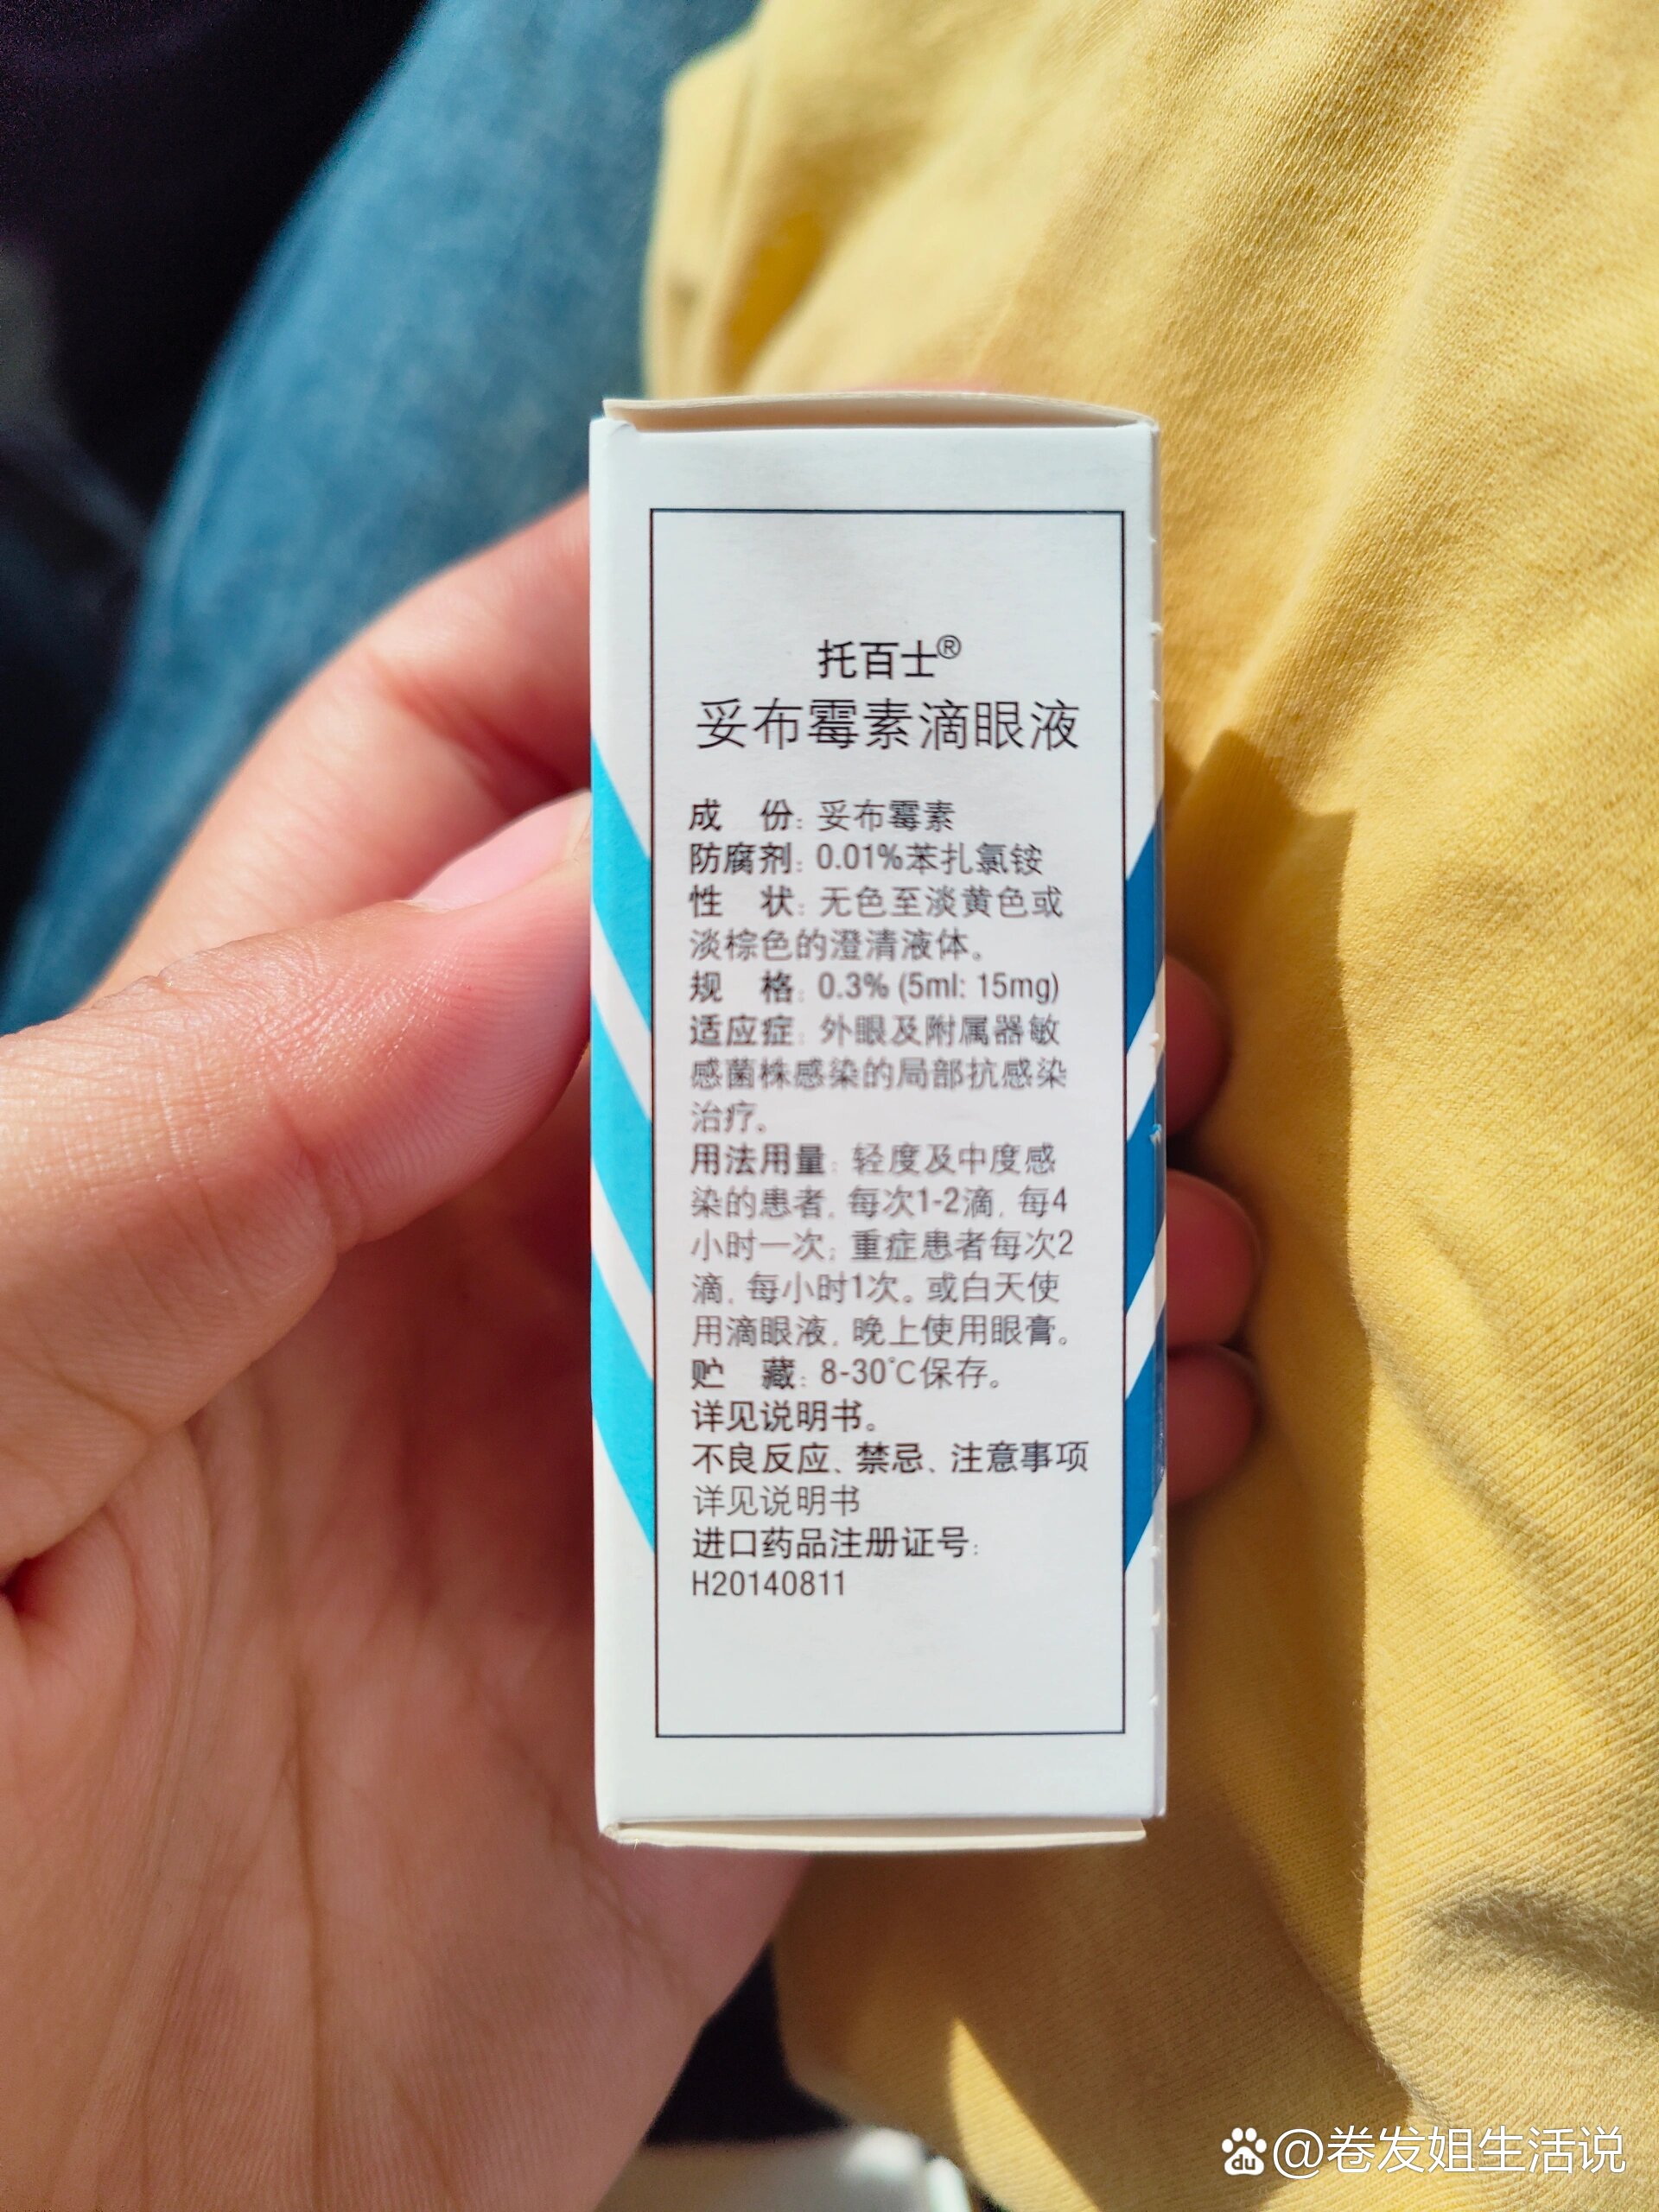 托百士®
妥布霉素滴眼液
成 份: 妥布霉素
防腐剂: 0.01%苯扎氯铵
性 状: 无色至淡黄色或
淡棕色的澄清液体。
规 格: 0.3% (5ml: 15mg)
适应症: 外眼及附属器敏
感菌株感染的局部抗感染
治疗。
用法用量: 轻度及中度感
染的患者, 每次1-2滴, 每4
小时一次; 重症患者每次2
滴, 每小时1次。或白天使
用滴眼液, 晚上使用眼膏。
贮 藏: 8-30℃保存。
详见说明书。
不良反应、禁忌、注意事项
详见说明书
进口药品注册证号:
H20140811
du @卷发姐生活说